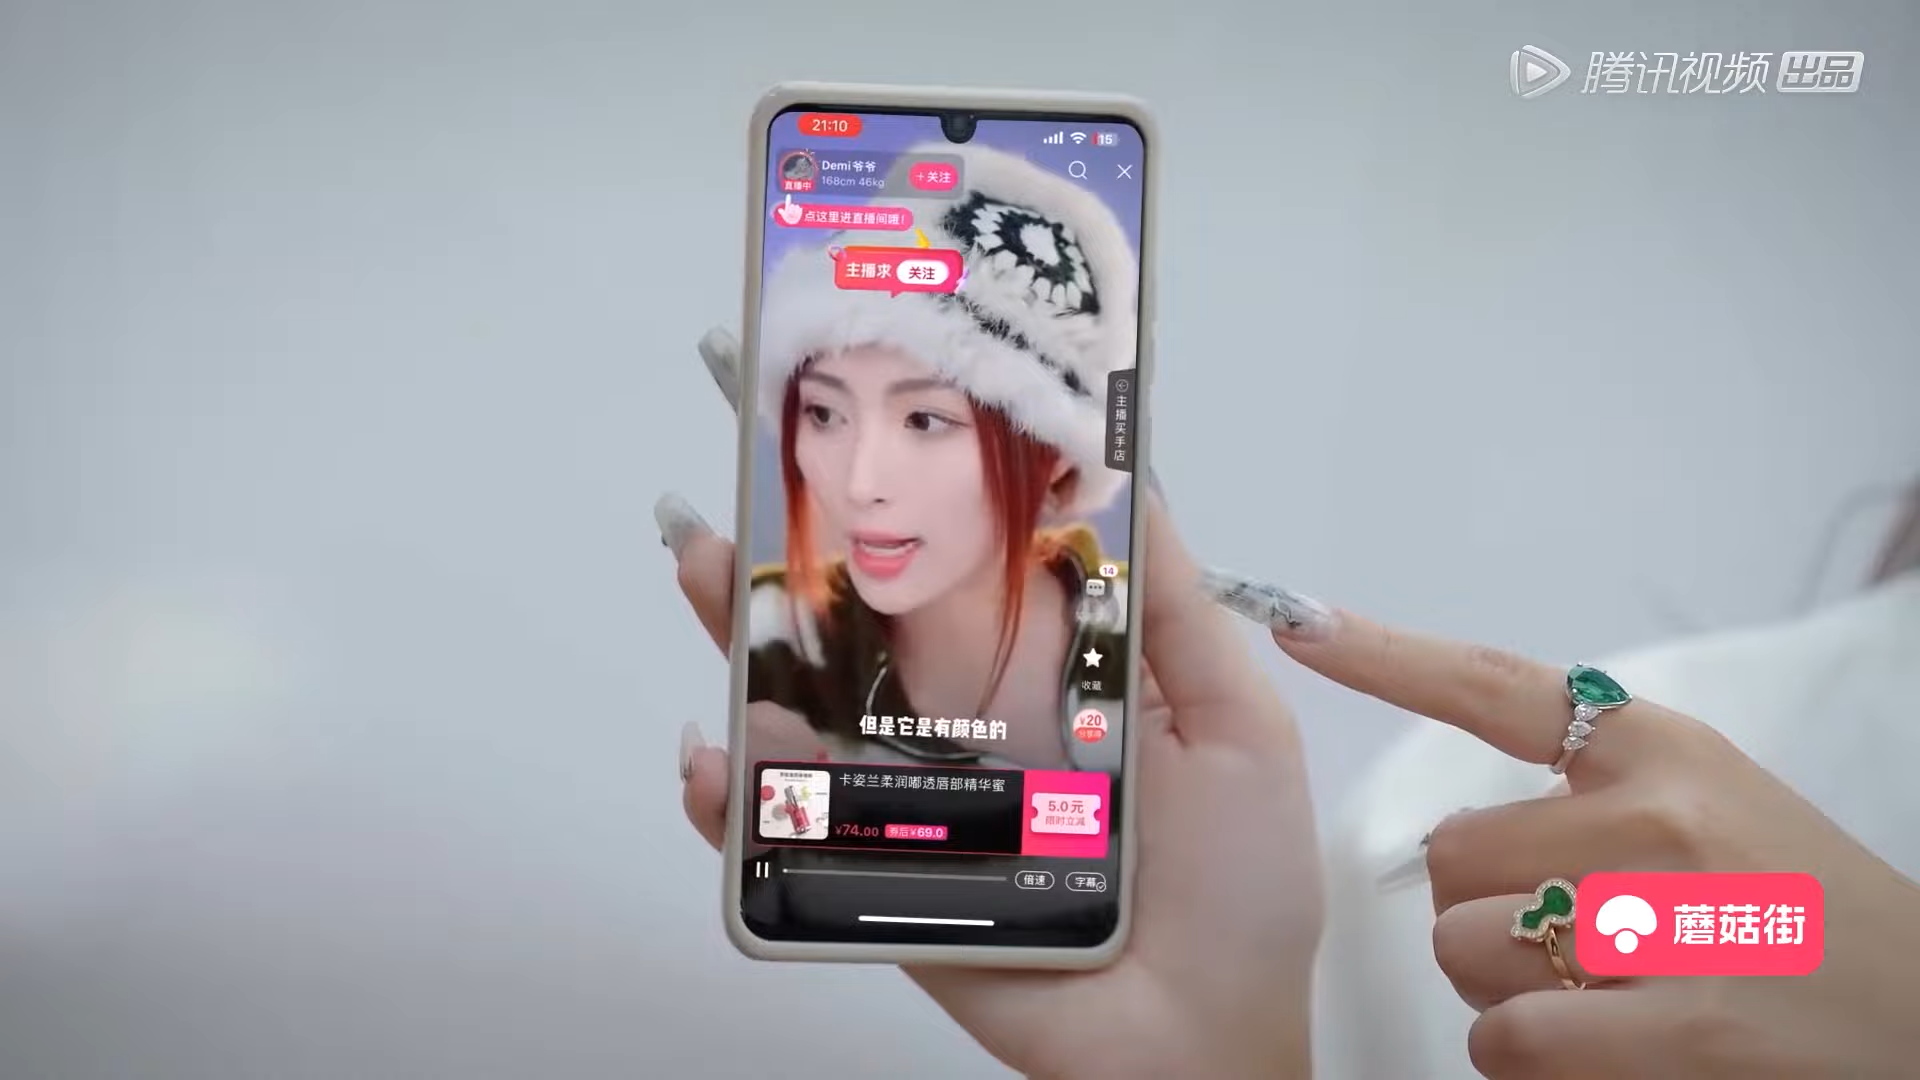 腾讯视频 出品
21:10
15
Demi爷爷
168cm 46kg
+关注
直播中
点这里进直播间哦!
主播求 关注
主播买手店
14
收藏
¥20
但是它是有颜色的
卡姿兰柔润嘟透唇部精华蜜
¥74.00 券后¥69.0
5.0元
限时立减
倍速
字幕
蘑菇街